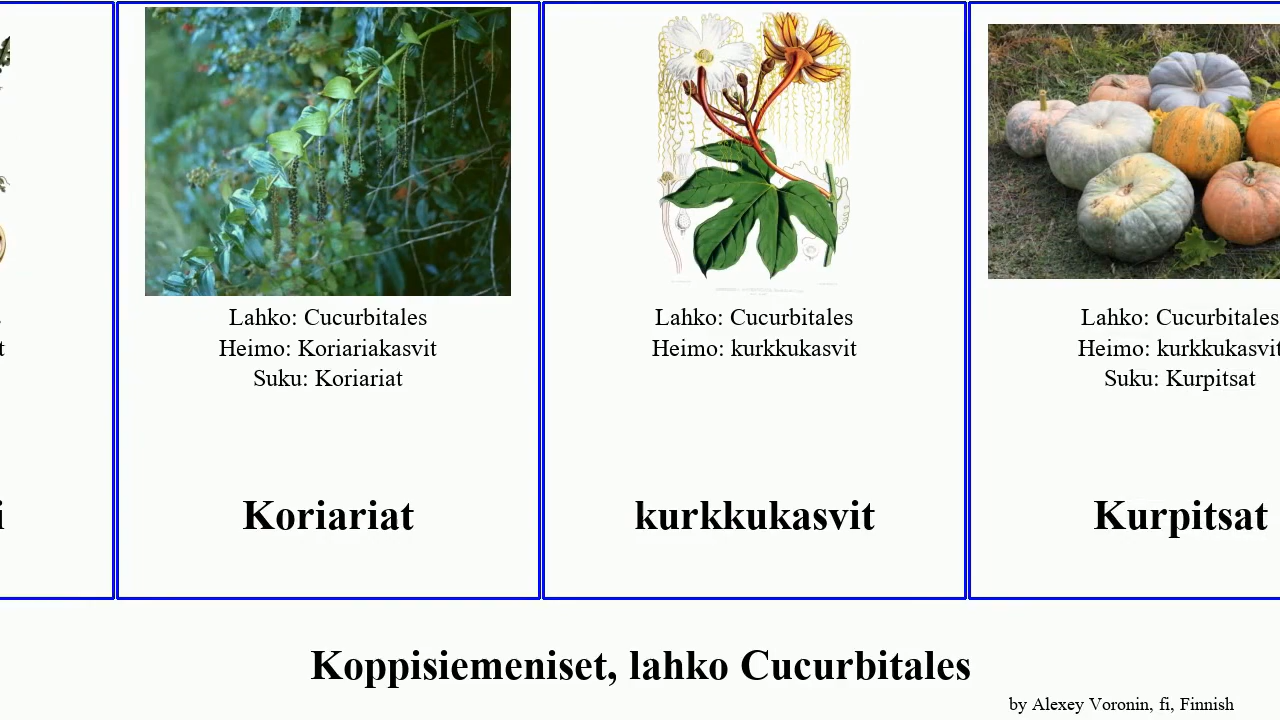 Lahko: Cucurbitales
Heimo: Koriariakasvit
Suku: Koriariat
Koriariat
Lahko: Cucurbitales
Heimo: kurkkukasvit
kurkkukasvit
Lahko: Cucurbitales
Heimo: kurkkukasvit
Suku: Kurpitsat
Kurpitsat
Koppisiemeniset, lahko Cucurbitales
by Alexey Voronin, fi, Finnish